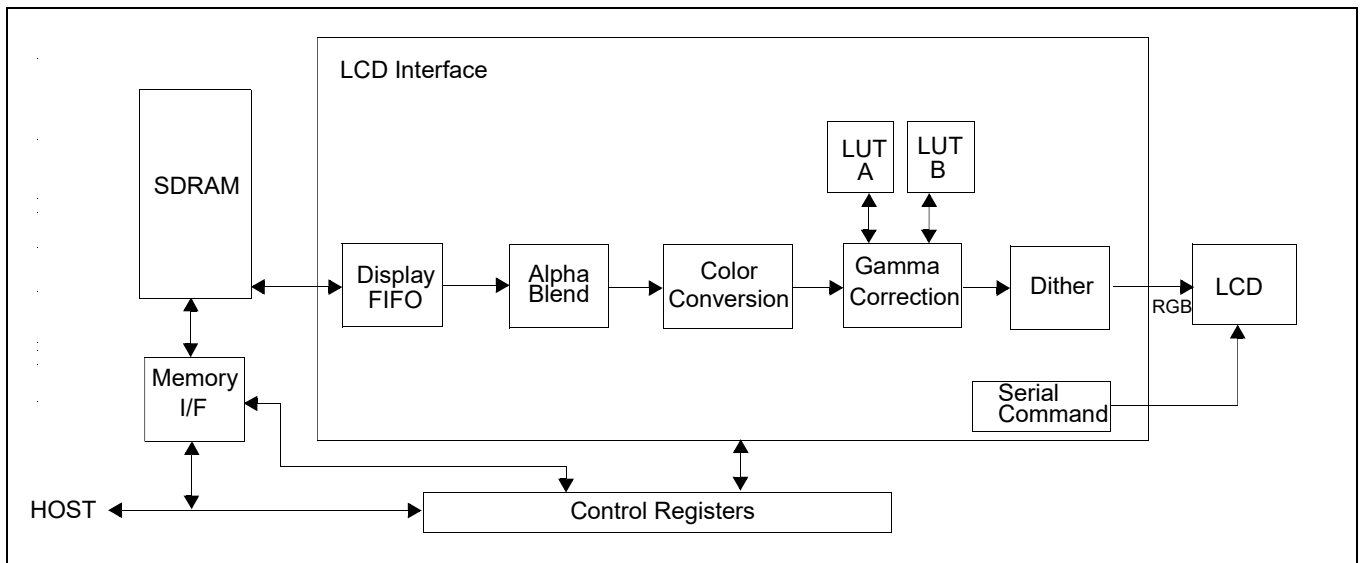 LCD Interface
SDRAM
LUT
A
LUT
B
Display
FIFO
Alpha
Blend
Color
Conversion
Gamma
Correction
Dither
RGB
LCD
Memory
I/F
Serial
Command
HOST
Control Registers